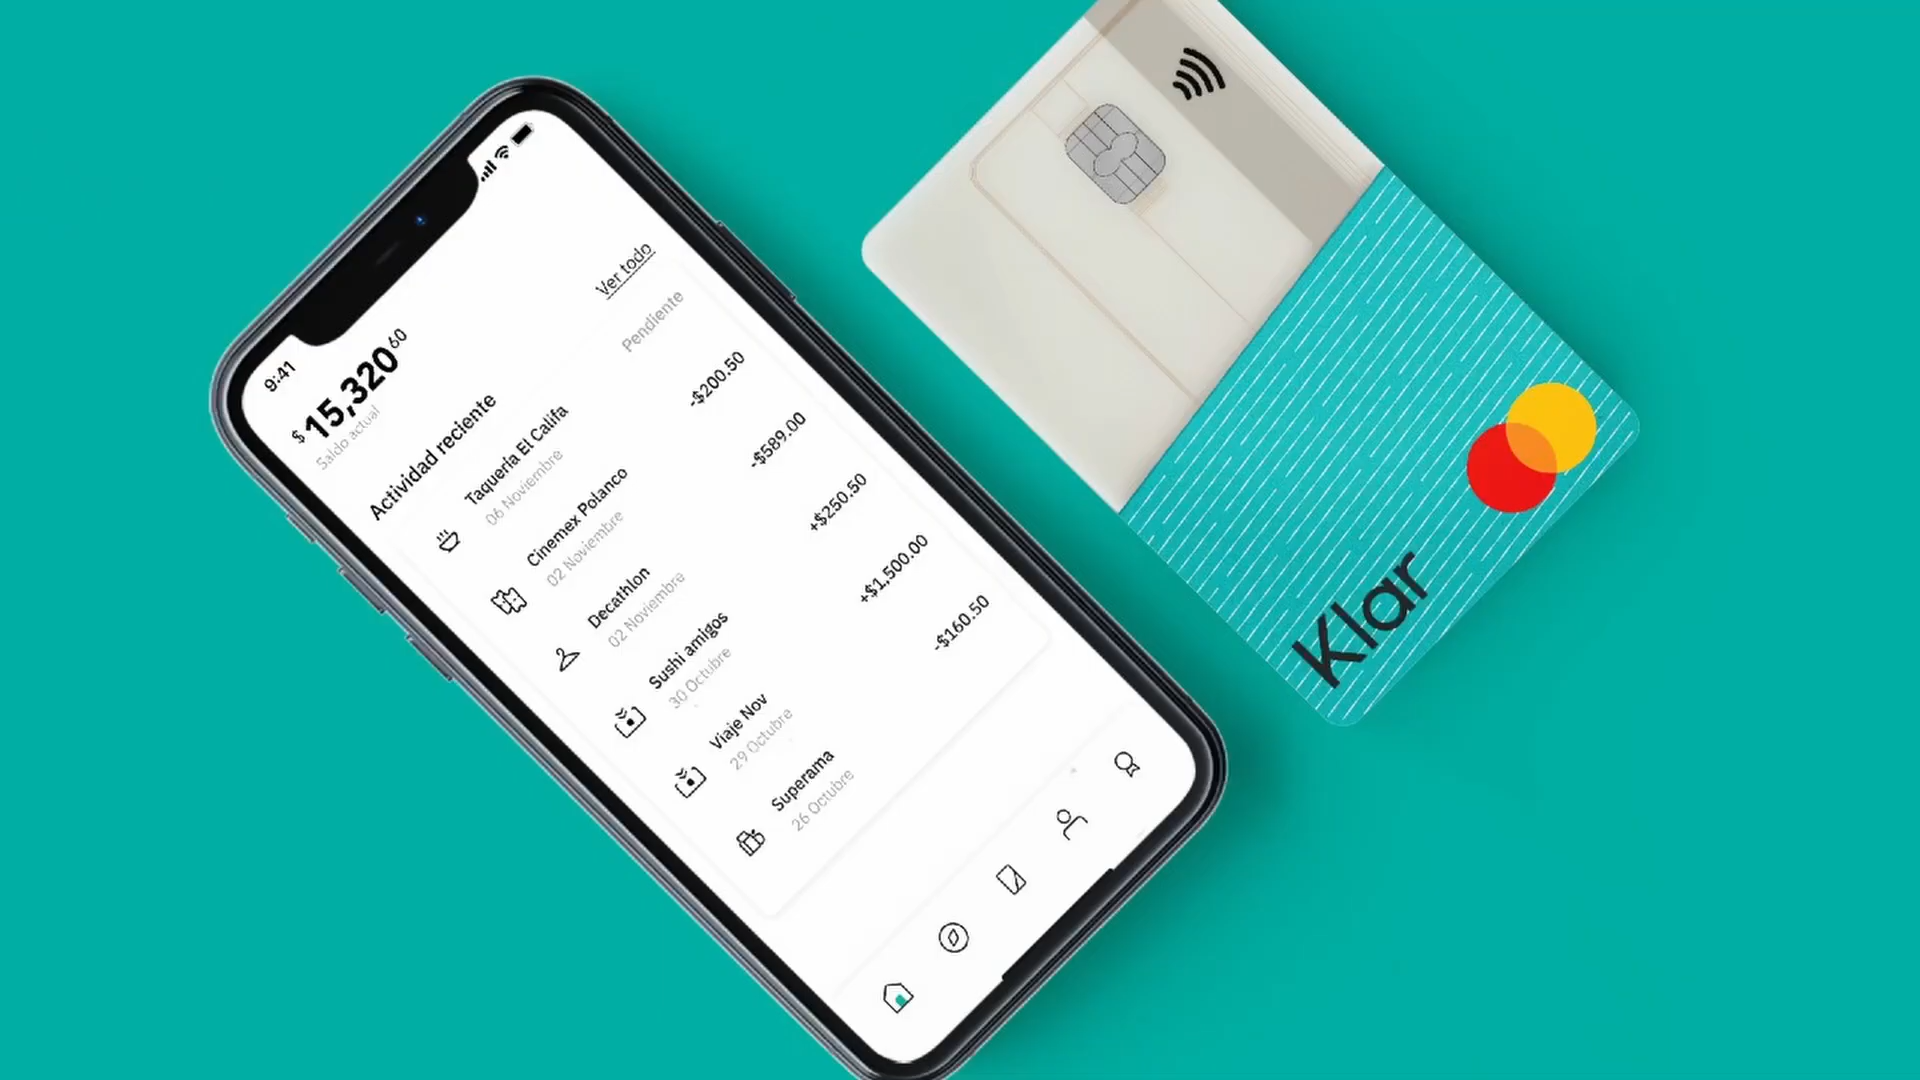 9:41
$15,320.60
Saldo actual
Actividad reciente Ver todo
Taquería El Califa Pendiente
06 Noviembre
Cinemex Polanco -$200.50
02 Noviembre
Decathlon -$589.00
02 Noviembre
Sushi amigos +$250.50
30 Octubre
Viaje Nov +$1,500.00
29 Octubre
Superama -$160.50
26 Octubre
Klar